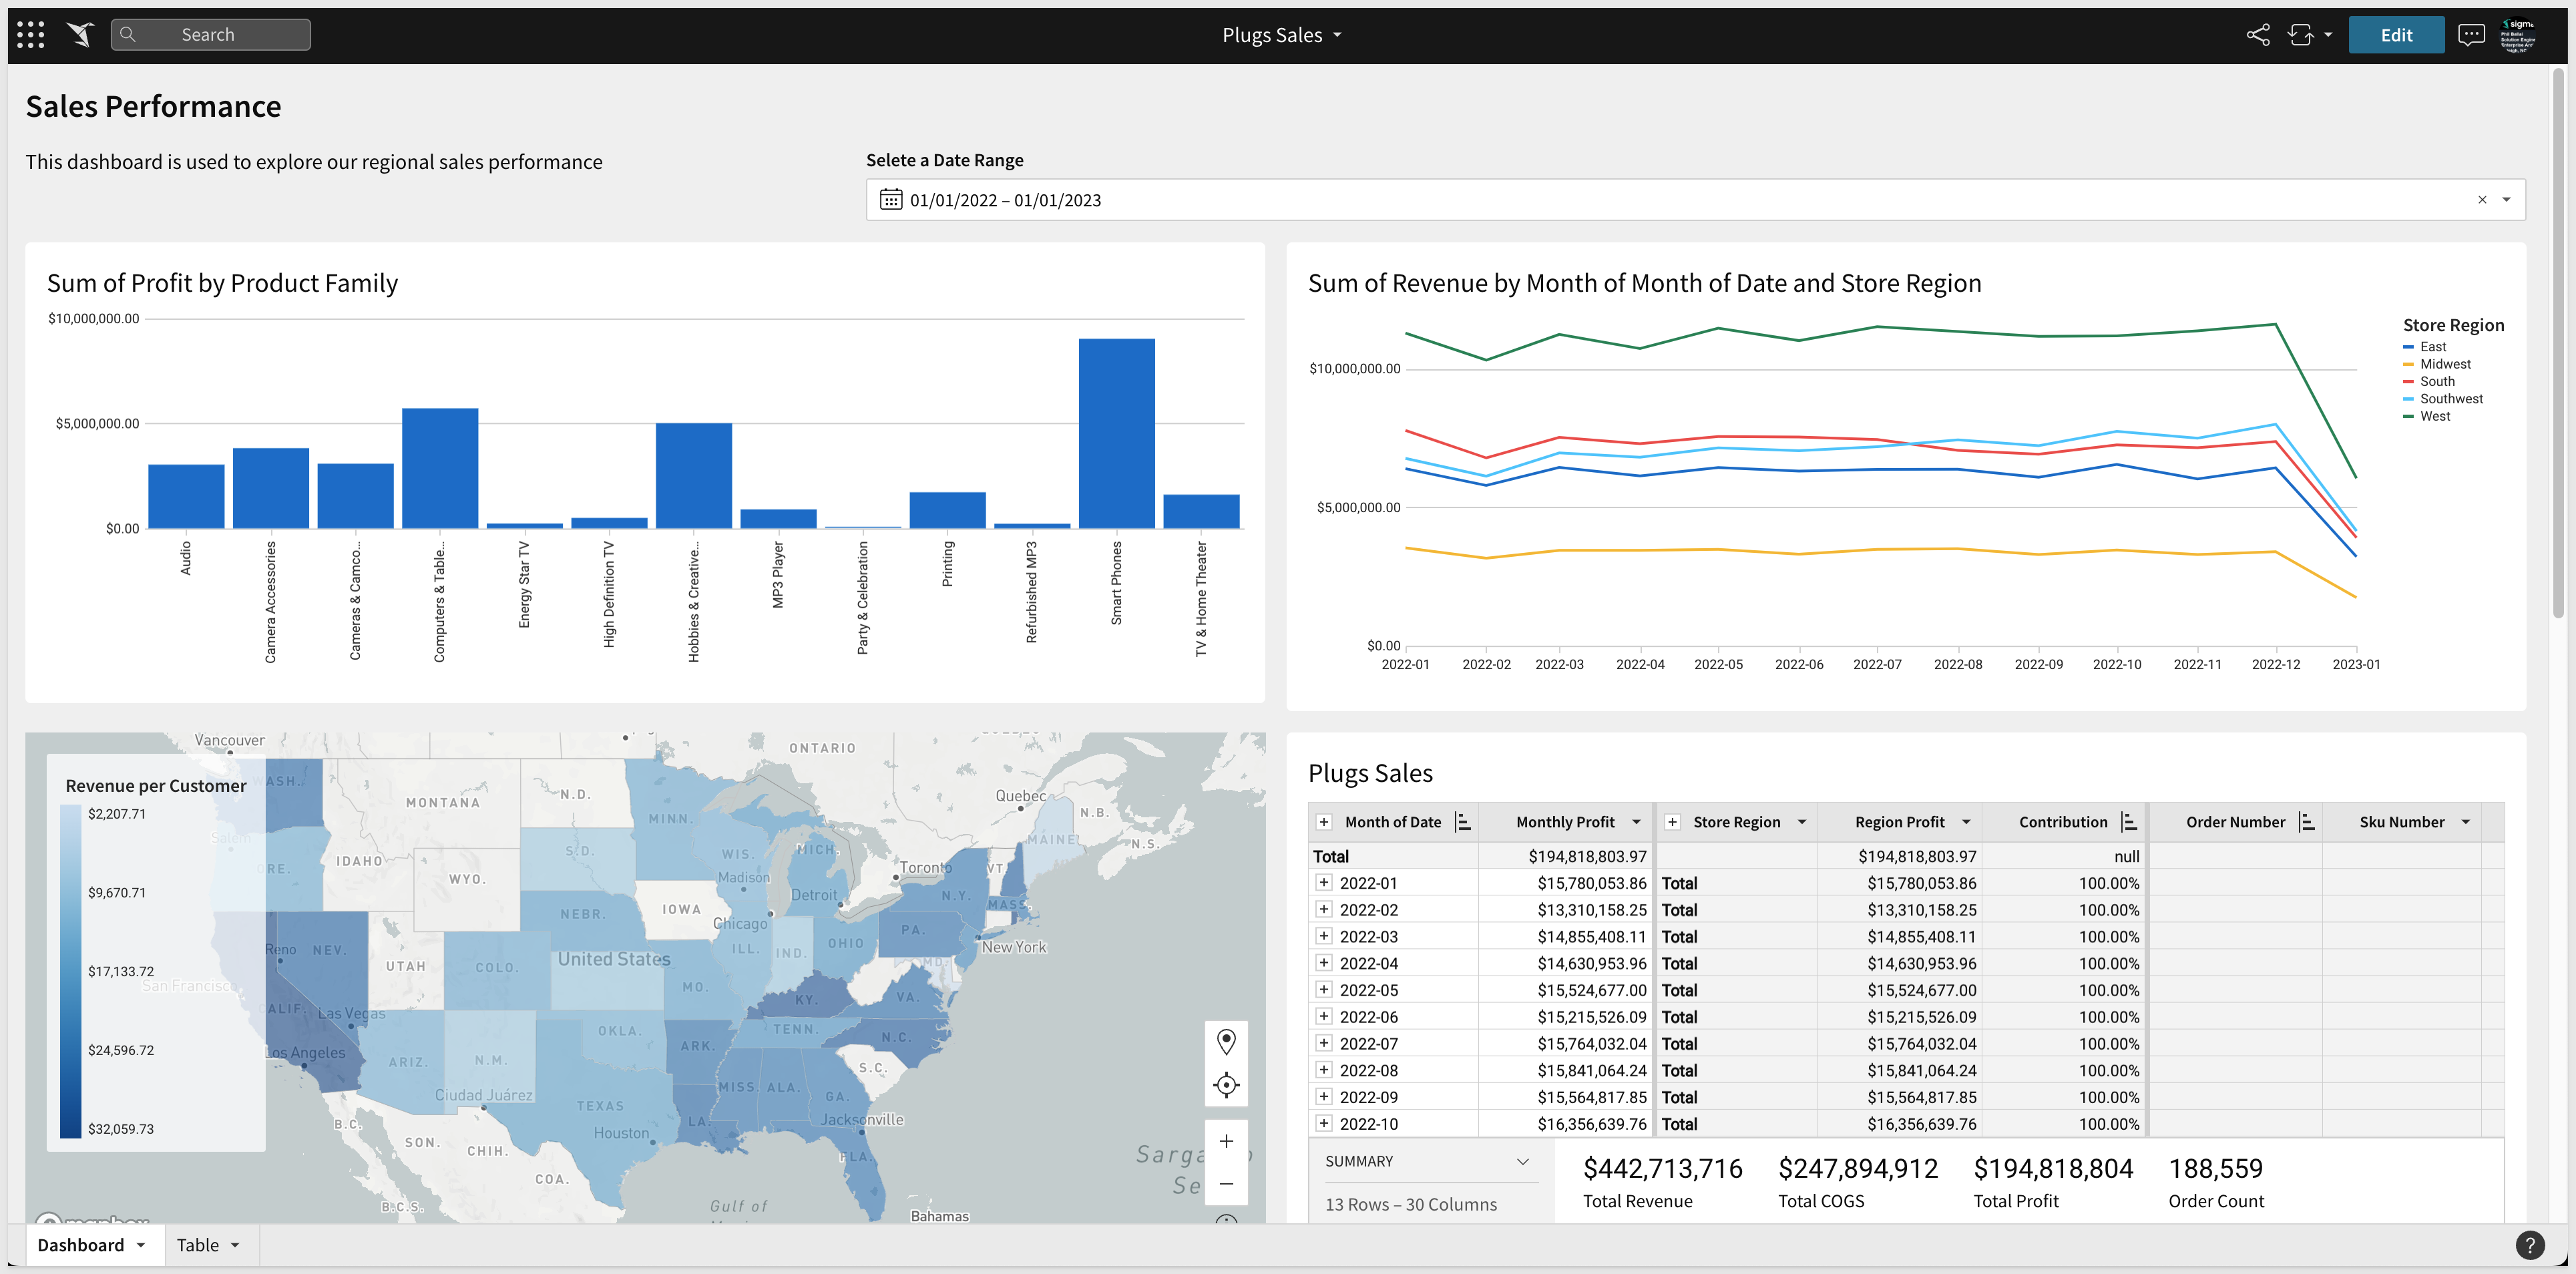 Search
Plugs Sales
Edit
Sales Performance
This dashboard is used to explore our regional sales performance
Selete a Date Range
01/01/2022 – 01/01/2023
Sum of Profit by Product Family
$10,000,000.00
$5,000,000.00
$0.00
Audio
Camera Accessories
Cameras & Camco...
Computers & Table...
Energy Star TV
High Definition TV
Hobbies & Creative...
MP3 Player
Party & Celebration
Printing
Refurbished MP3
Smart Phones
TV & Home Theater
Sum of Revenue by Month of Month of Date and Store Region
$10,000,000.00
$5,000,000.00
$0.00
2022-01 2022-02 2022-03 2022-04 2022-05 2022-06 2022-07 2022-08 2022-09 2022-10 2022-11 2022-12 2023-01
Store Region
East
Midwest
South
Southwest
West
Revenue per Customer
$2,207.71
$9,670.71
$17,133.72
$24,596.72
$32,059.73
Vancouver
ONTARIO
WASH.
MONTANA
N.D.
Quebec
N.B.
MINN.
Salem
MAINE
N.S.
IDAHO
S.D.
WIS.
MICH.
Toronto
VT.
ORE.
WYO.
Madison
Detroit
N.Y.
MASS.
IOWA
NEBR.
Chicago
PA.
New York
Reno
NEV.
UTAH
COLO.
United States
ILL.
IND.
OHIO
MD.
San Francisco
MO.
KY.
VA.
CALIF.
Las Vegas
OKLA.
TENN.
N.C.
Los Angeles
ARIZ.
N.M.
ARK.
S.C.
Ciudad Juárez
MISS.
ALA.
GA.
TEXAS
Jacksonville
B.C.
Houston
LA.
SON.
CHIH.
FLA.
COA.
B.C.S.
Gulf of
Bahamas
mapbox
Plugs Sales
Month of Date Monthly Profit Store Region Region Profit Contribution Order Number Sku Number
Total $194,818,803.97 $194,818,803.97 null
2022-01 $15,780,053.86 Total $15,780,053.86 100.00%
2022-02 $13,310,158.25 Total $13,310,158.25 100.00%
2022-03 $14,855,408.11 Total $14,855,408.11 100.00%
2022-04 $14,630,953.96 Total $14,630,953.96 100.00%
2022-05 $15,524,677.00 Total $15,524,677.00 100.00%
2022-06 $15,215,526.09 Total $15,215,526.09 100.00%
2022-07 $15,764,032.04 Total $15,764,032.04 100.00%
2022-08 $15,841,064.24 Total $15,841,064.24 100.00%
2022-09 $15,564,817.85 Total $15,564,817.85 100.00%
2022-10 $16,356,639.76 Total $16,356,639.76 100.00%
SUMMARY
13 Rows – 30 Columns
$442,713,716 $247,894,912 $194,818,804 188,559
Total Revenue Total COGS Total Profit Order Count
Dashboard Table